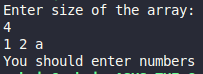 Enter size of the array:
4
1 2 a
You should enter numbers